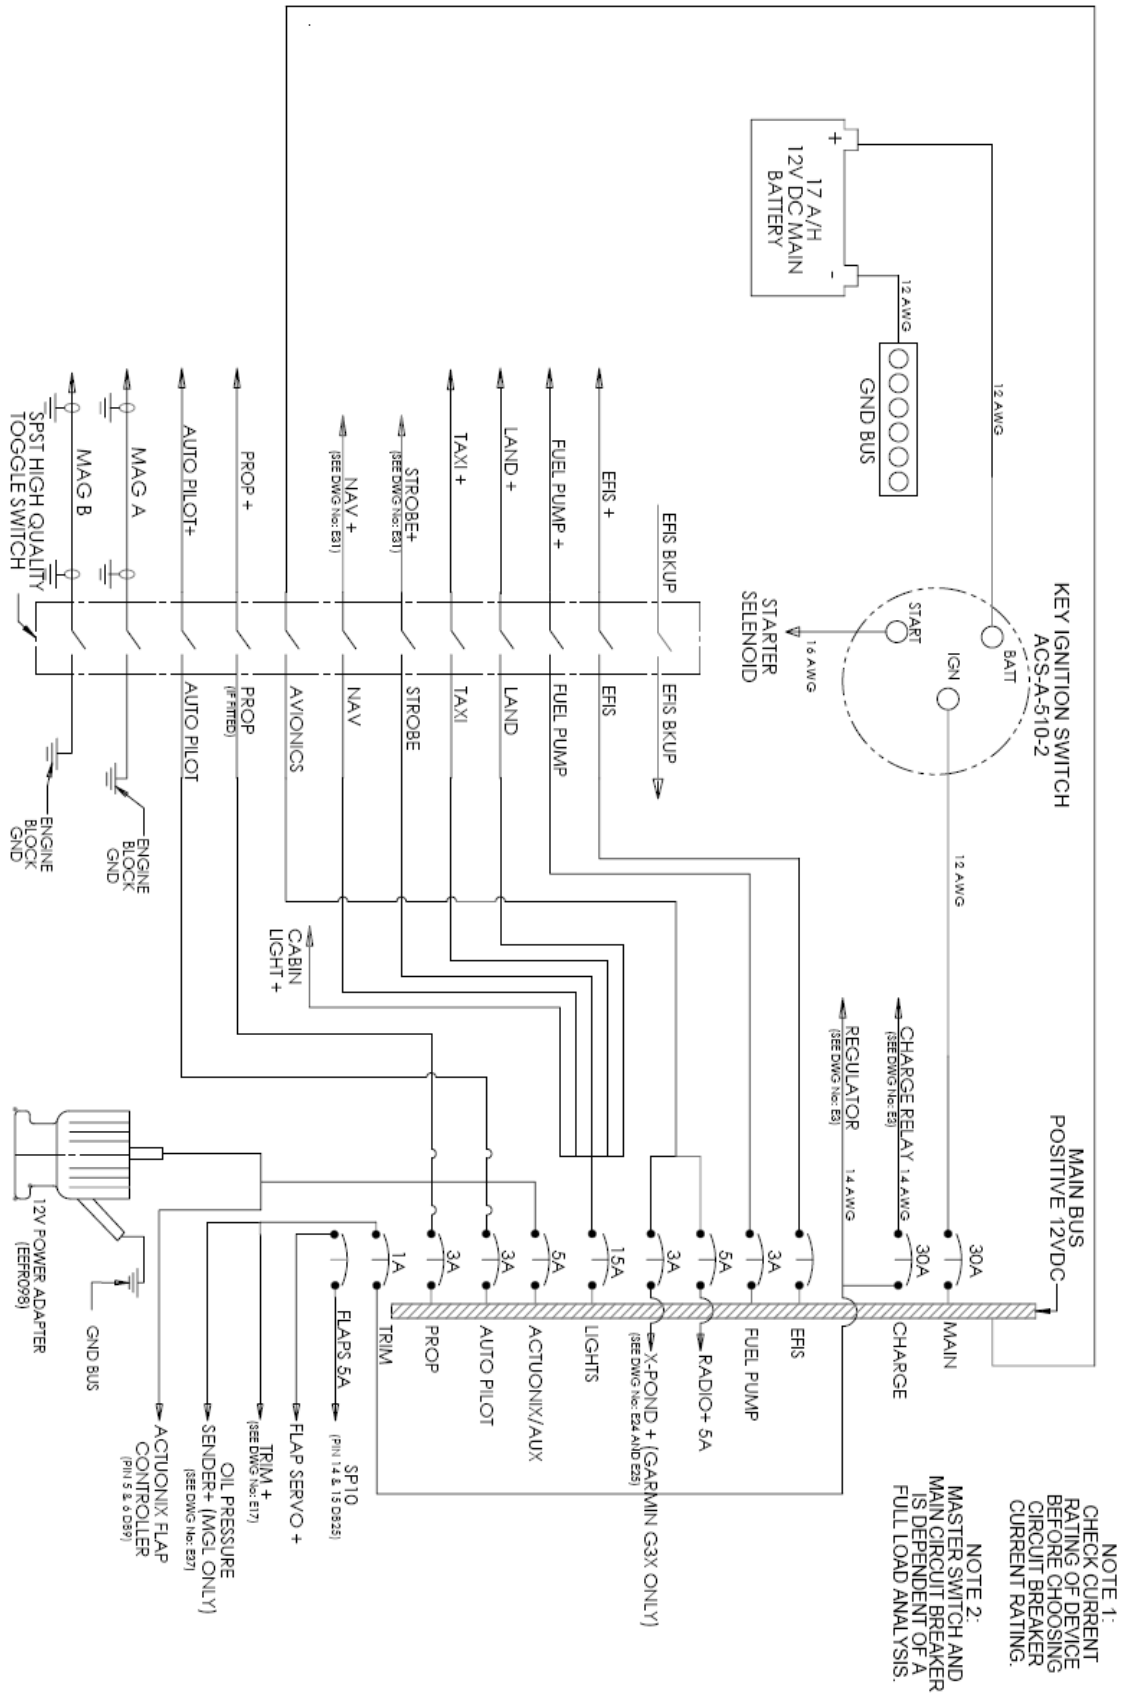 NOTE 1:
CHECK CURRENT
RATING OF DEVICE
BEFORE CHOOSING
CIRCUIT BREAKER
CURRENT RATING.
NOTE 2:
MASTER SWITCH AND
MAIN CIRCUIT BREAKER
IS DEPENDENT OF A
FULL LOAD ANALYSIS.
KEY IGNITION SWITCH
ACS-A-510-2
BATT
IGN
START
16 AWG
STARTER
SELENOID
12 AWG
12 AWG
12 AWG
+
-
17 A/H
12V DC MAIN
BATTERY
GND BUS
MAIN BUS
POSITIVE 12VDC
CHARGE RELAY
(SEE DWG No: E3)
14 AWG
REGULATOR
(SEE DWG No: E3)
14 AWG
30A
MAIN
30A
CHARGE
EFIS
3A
FUEL PUMP
5A
RADIO+ 5A
3A
X-POND + (GARMIN G3X ONLY)
(SEE DWG No: E24 AND E25)
15A
LIGHTS
5A
ACTUONIX/AUX
3A
AUTO PILOT
3A
PROP
1A
TRIM
FLAPS 5A
SP10
(PIN 14 & 15 DB25)
FLAP SERVO +
TRIM +
(SEE DWG No: E17)
OIL PRESSURE
SENDER+ (MGL ONLY)
(SEE DWG No: E37)
ACTUONIX FLAP
CONTROLLER
(PIN 5 & 6 DB9)
EFIS BKUP
EFIS BKUP
EFIS +
EFIS
FUEL PUMP +
FUEL PUMP
LAND +
LAND
TAXI +
TAXI
STROBE+
(SEE DWG No: E31)
STROBE
NAV +
(SEE DWG No: E31)
NAV
AVIONICS
PROP +
PROP
(IF FITTED)
AUTO PILOT+
AUTO PILOT
MAG A
MAG B
SPST HIGH QUALITY
TOGGLE SWITCH
ENGINE
BLOCK
GND
ENGINE
BLOCK
GND
CABIN
LIGHT +
12V POWER ADAPTER
(EEFR098)
GND BUS